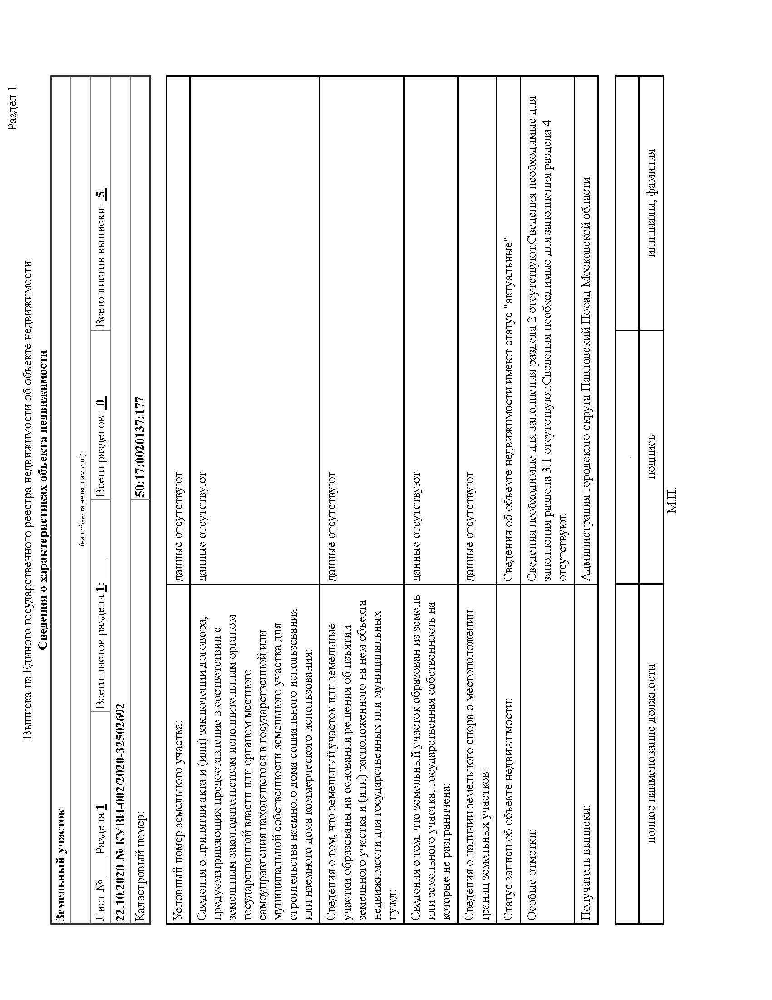 Раздел 1
Выписка из Единого государственного реестра недвижимости об объекте недвижимости
Сведения о характеристиках объекта недвижимости
Земельный участок
(вид объекта недвижимости)
Лист № ___ Раздела 1 Всего листов раздела 1: ___ Всего разделов: 0 Всего листов выписки: 5
22.10.2020 № КУВИ-002/2020-32502692
Кадастровый номер: 50:17:0020137:177
Условный номер земельного участка: данные отсутствуют
Сведения о принятии акта и (или) заключении договора, данные отсутствуют
предусматривающих предоставление в соответствии с
земельным законодательством исполнительным органом
государственной власти или органом местного
самоуправления находящегося в государственной или
муниципальной собственности земельного участка для
строительства наемного дома социального использования
или наемного дома коммерческого использования:
Сведения о том, что земельный участок или земельные данные отсутствуют
участки образованы на основании решения об изъятии
земельного участка и (или) расположенного на нем объекта
недвижимости для государственных или муниципальных
нужд:
Сведения о том, что земельный участок образован из земель данные отсутствуют
или земельного участка, государственная собственность на
которые не разграничена:
Сведения о наличии земельного спора о местоположении данные отсутствуют
границ земельных участков:
Статус записи об объекте недвижимости: Сведения об объекте недвижимости имеют статус "актуальные"
Особые отметки: Сведения необходимые для заполнения раздела 2 отсутствуют.Сведения необходимые для
заполнения раздела 3.1 отсутствуют.Сведения необходимые для заполнения раздела 4
отсутствуют.
Получатель выписки: Администрация городского округа Павловский Посад Московской области
полное наименование должности подпись инициалы, фамилия
М.П.